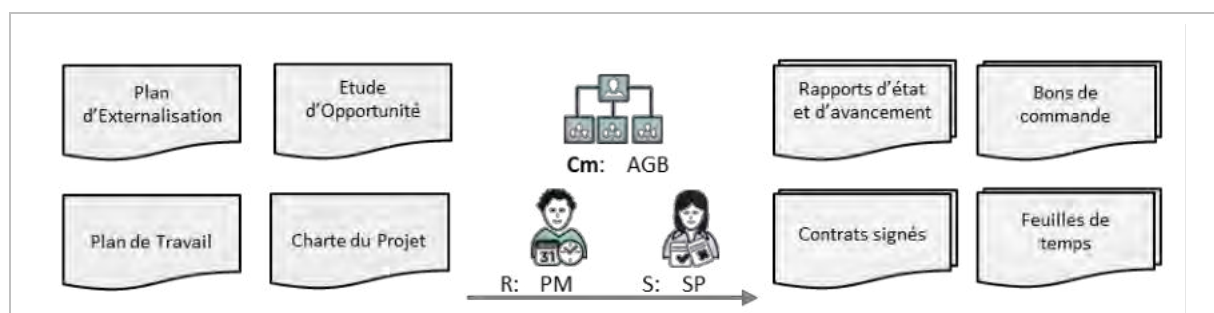 Plan
d'Externalisation
Etude
d'Opportunité
Plan de Travail
Charte du Projet
Cm: AGB
31
R: PM
S: SP
Rapports d'état
et d'avancement
Bons de
commande
Contrats signés
Feuilles de
temps